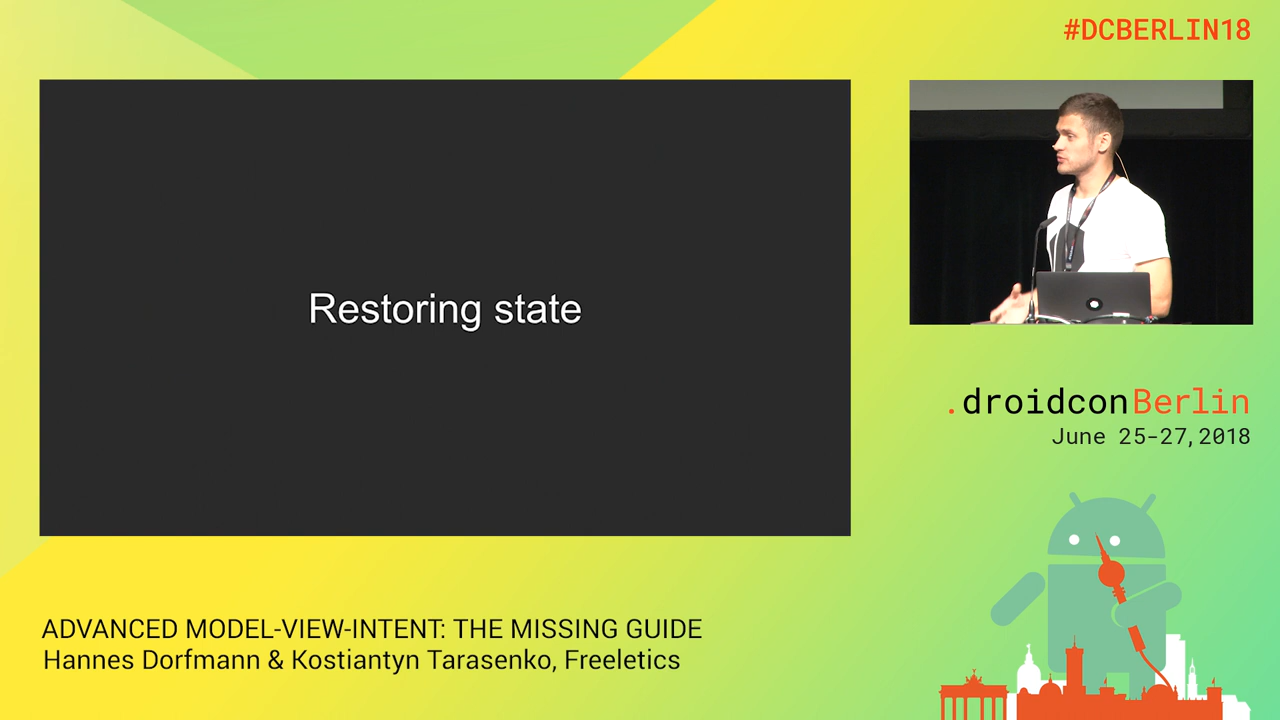 #DCBERLIN18
Restoring state
.droidconBerlin
June 25-27,2018
ADVANCED MODEL-VIEW-INTENT: THE MISSING GUIDE
Hannes Dorfmann & Kostiantyn Tarasenko, Freeletics